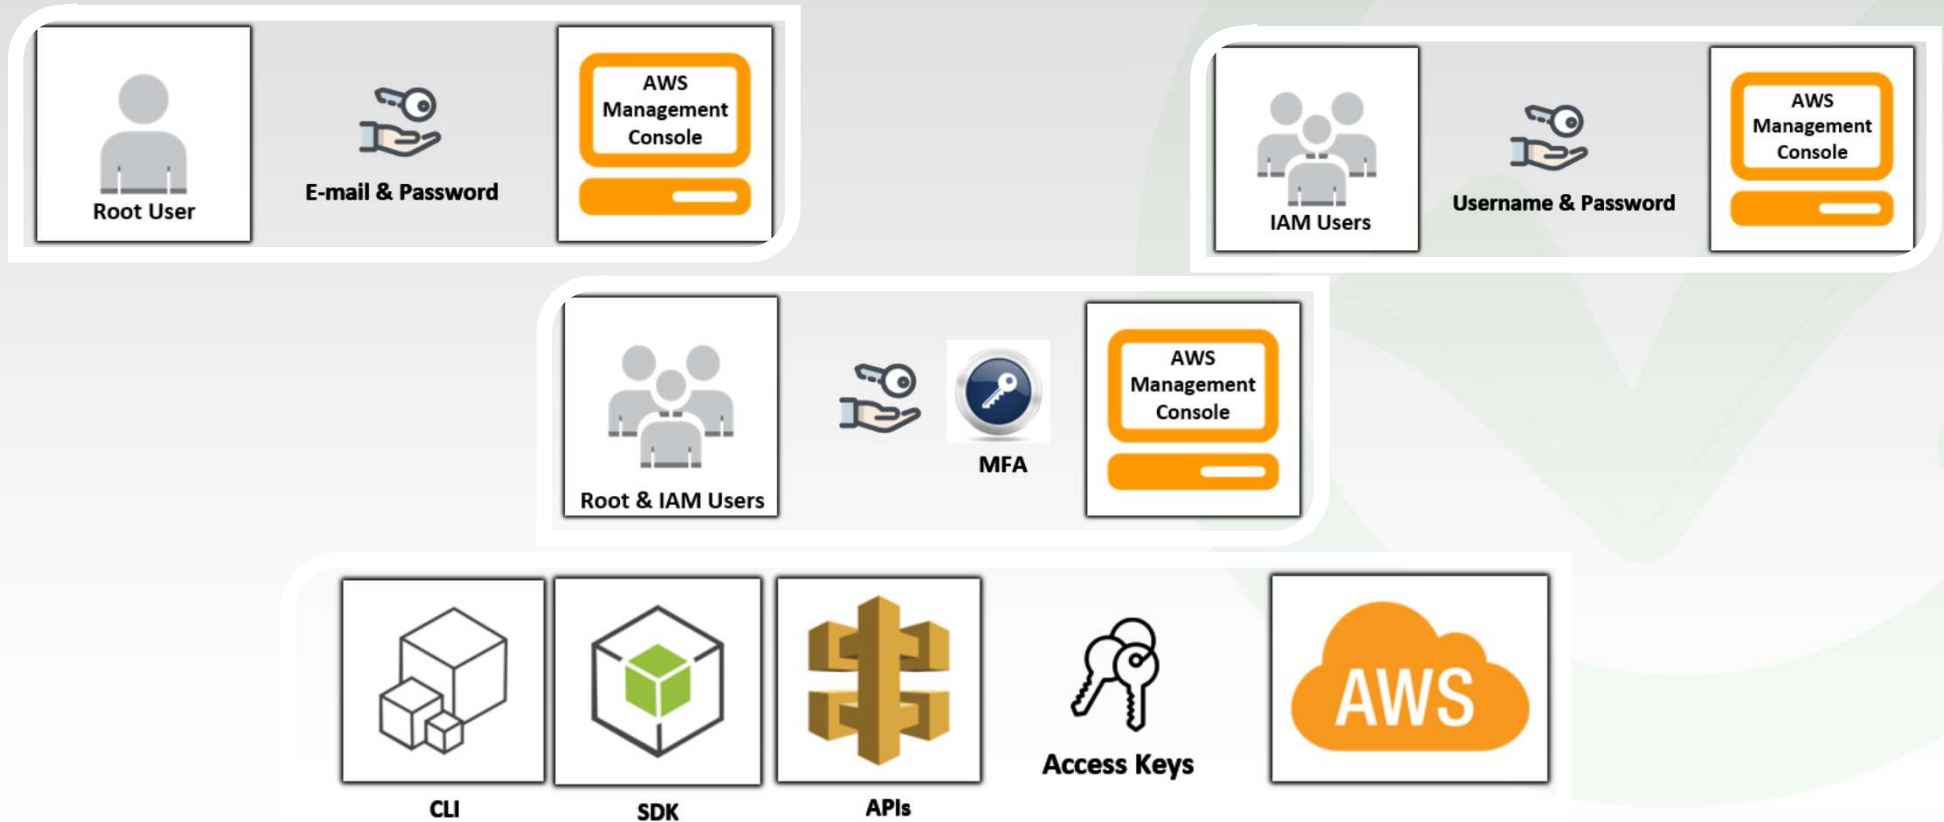 Root User
E-mail & Password
AWS
Management
Console
IAM Users
Username & Password
AWS
Management
Console
Root & IAM Users
MFA
AWS
Management
Console
CLI
SDK
APIs
Access Keys
AWS